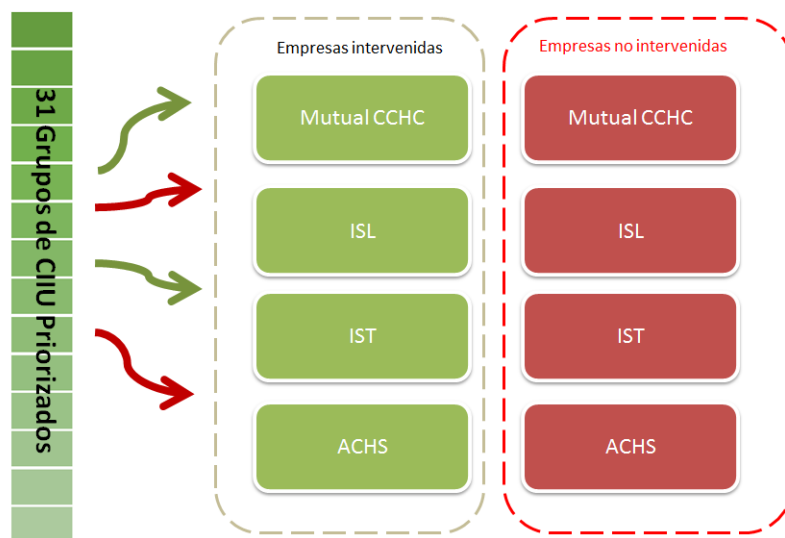 31 Grupos de CIIU Priorizados
Empresas intervenidas
Mutual CCHC
ISL
IST
ACHS
Empresas no intervenidas
Mutual CCHC
ISL
IST
ACHS